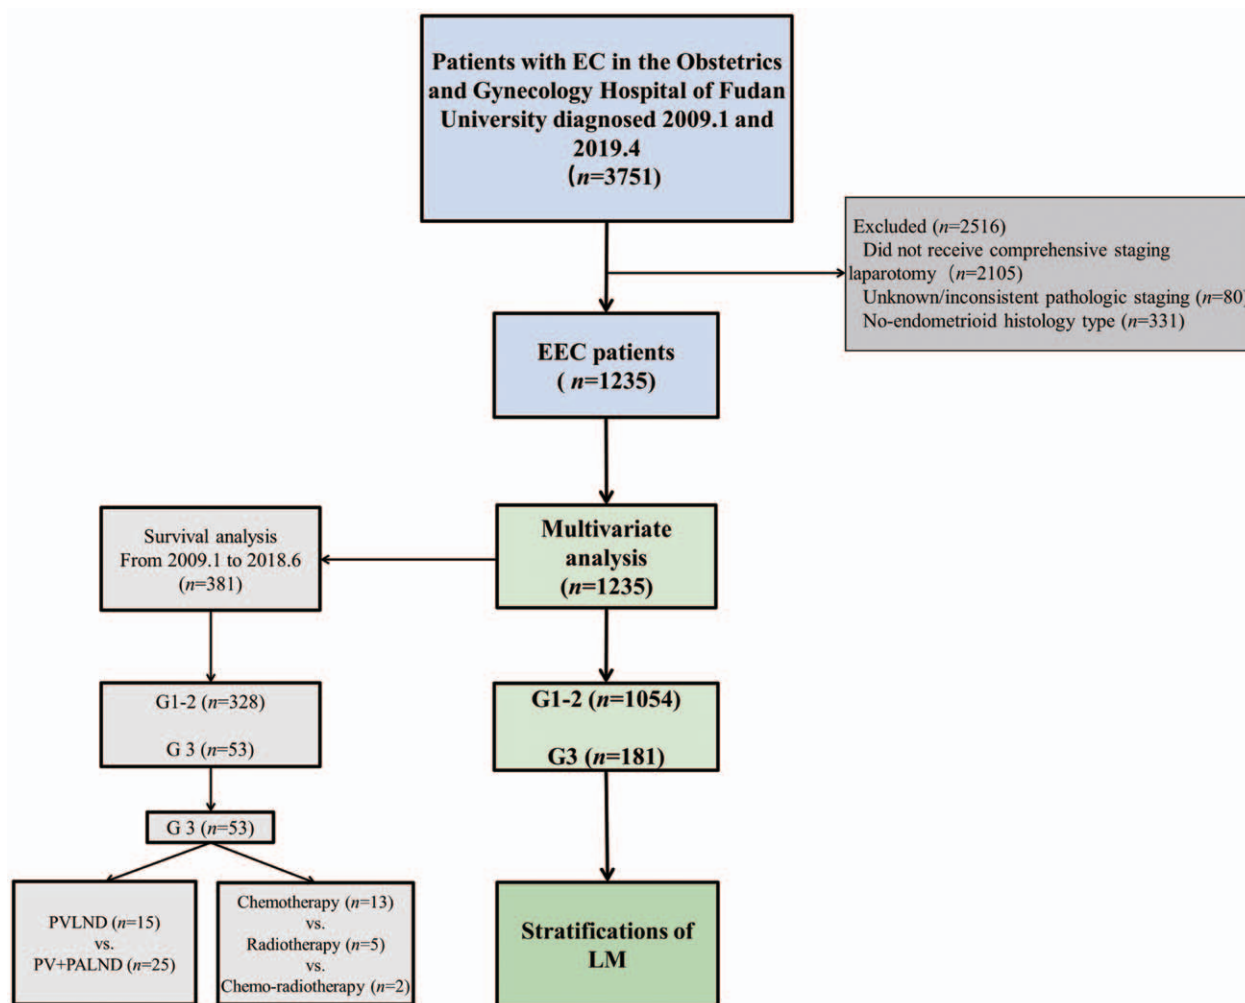 Patients with EC in the Obstetrics
and Gynecology Hospital of Fudan
University diagnosed 2009.1 and
2019.4
(n=3751)
Excluded (n=2516)
Did not receive comprehensive staging
laparotomy (n=2105)
Unknown/inconsistent pathologic staging (n=80)
No-endometrioid histology type (n=331)
EEC patients
( n=1235)
Multivariate
analysis
(n=1235)
Survival analysis
From 2009.1 to 2018.6
(n=381)
G1-2 (n=328)
G 3 (n=53)
G1-2 (n=1054)
G3 (n=181)
G 3 (n=53)
PVLND (n=15)
vs.
PV+PALND (n=25)
Chemotherapy (n=13)
vs.
Radiotherapy (n=5)
vs.
Chemo-radiotherapy (n=2)
Stratifications of
LM